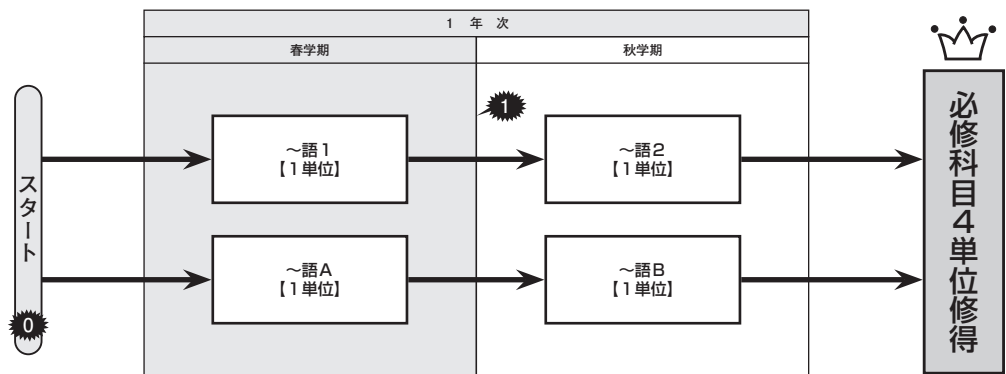 1 年 次
春学期
秋学期
スタート
0
1
～語1
【1単位】
～語2
【1単位】
～語A
【1単位】
～語B
【1単位】
必修科目4単位修得